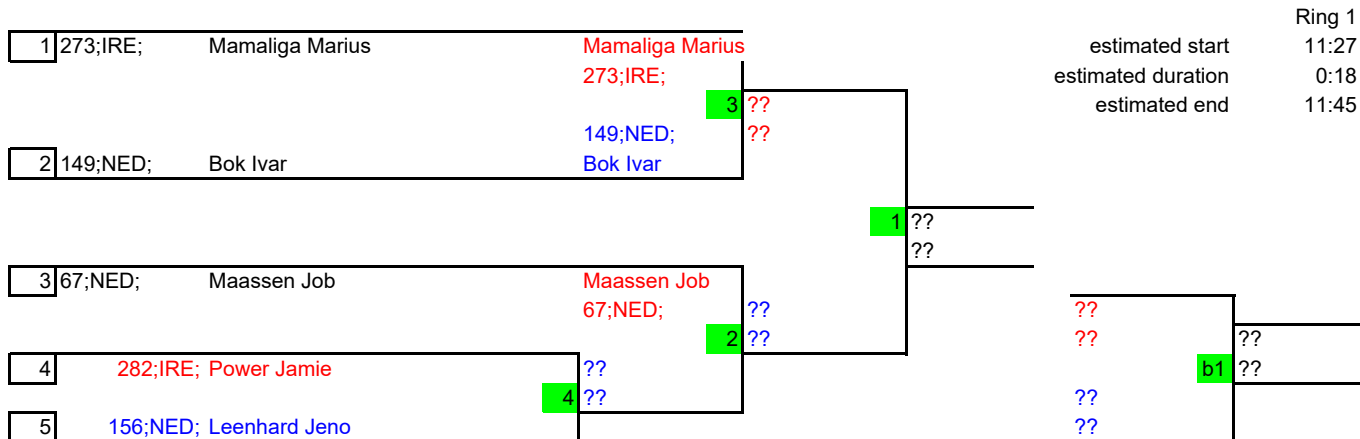 Ring 1
1 273;IRE; Mamaliga Marius Mamaliga Marius estimated start 11:27
273;IRE; estimated duration 0:18
3 ?? estimated end 11:45
149;NED; ??
2 149;NED; Bok Ivar Bok Ivar
1 ??
??
3 67;NED; Maassen Job Maassen Job
67;NED; ?? ??
2 ?? ?? ??
4 282;IRE; Power Jamie ?? b1 ??
4 ?? ??
5 156;NED; Leenhard Jeno ??